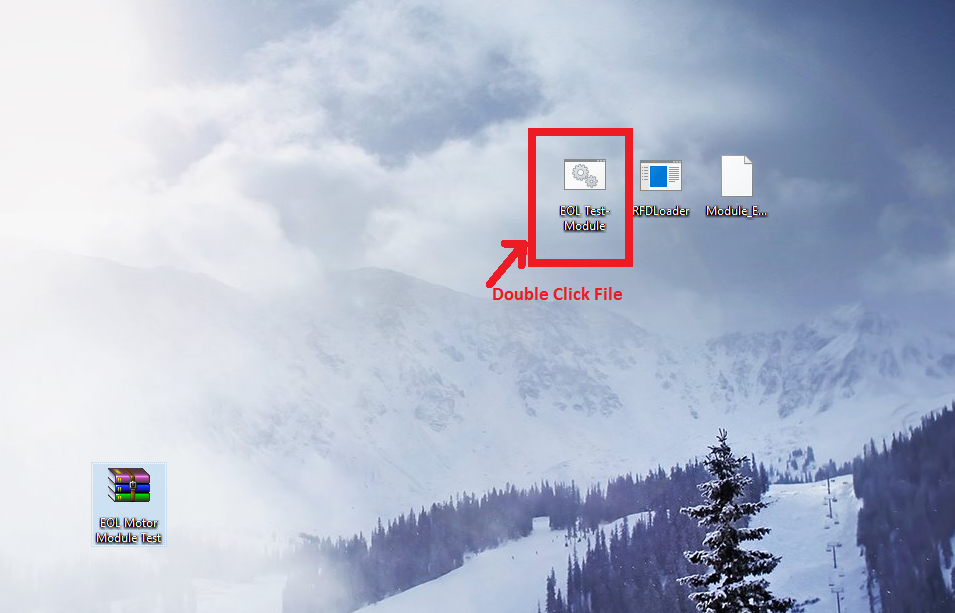 EOL Test-
Module
RFDLoader
Module_E...
Double Click File
EOL Motor
Module Test